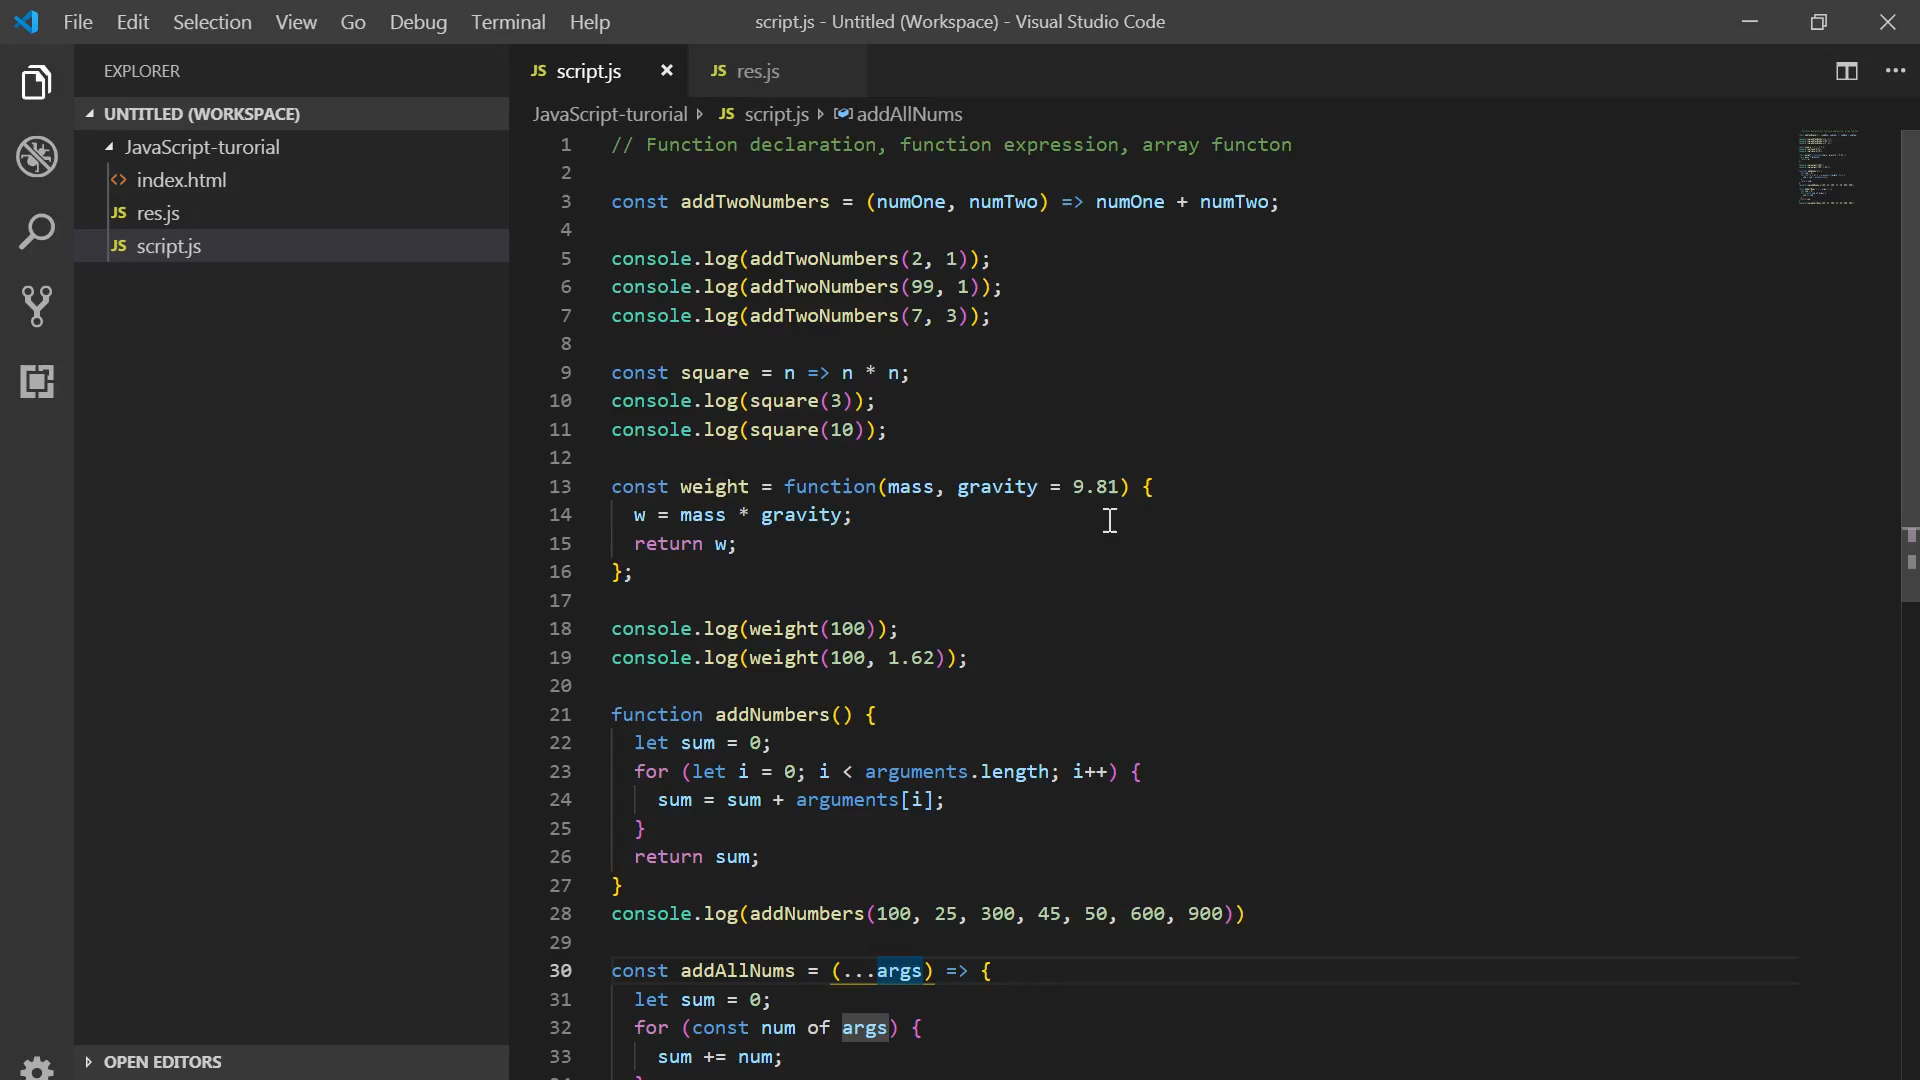 File Edit Selection View Go Debug Terminal Help script.js - Untitled (Workspace) - Visual Studio Code
EXPLORER
UNTITLED (WORKSPACE)
JavaScript-turorial
<> index.html
JS res.js
JS script.js
OPEN EDITORS
JS script.js × JS res.js
JavaScript-turorial JS script.js addAllNums
1 // Function declaration, function expression, array functon
2
3 const addTwoNumbers = (numOne, numTwo) => numOne + numTwo;
4
5 console.log(addTwoNumbers(2, 1));
6 console.log(addTwoNumbers(99, 1));
7 console.log(addTwoNumbers(7, 3));
8
9 const square = n => n * n;
10 console.log(square(3));
11 console.log(square(10));
12
13 const weight = function(mass, gravity = 9.81) {
14 w = mass * gravity;
15 return w;
16 };
17
18 console.log(weight(100));
19 console.log(weight(100, 1.62));
20
21 function addNumbers() {
22 let sum = 0;
23 for (let i = 0; i < arguments.length; i++) {
24 sum = sum + arguments[i];
25 }
26 return sum;
27 }
28 console.log(addNumbers(100, 25, 300, 45, 50, 600, 900))
29
30 const addAllNums = (...args) => {
31 let sum = 0;
32 for (const num of args) {
33 sum += num;